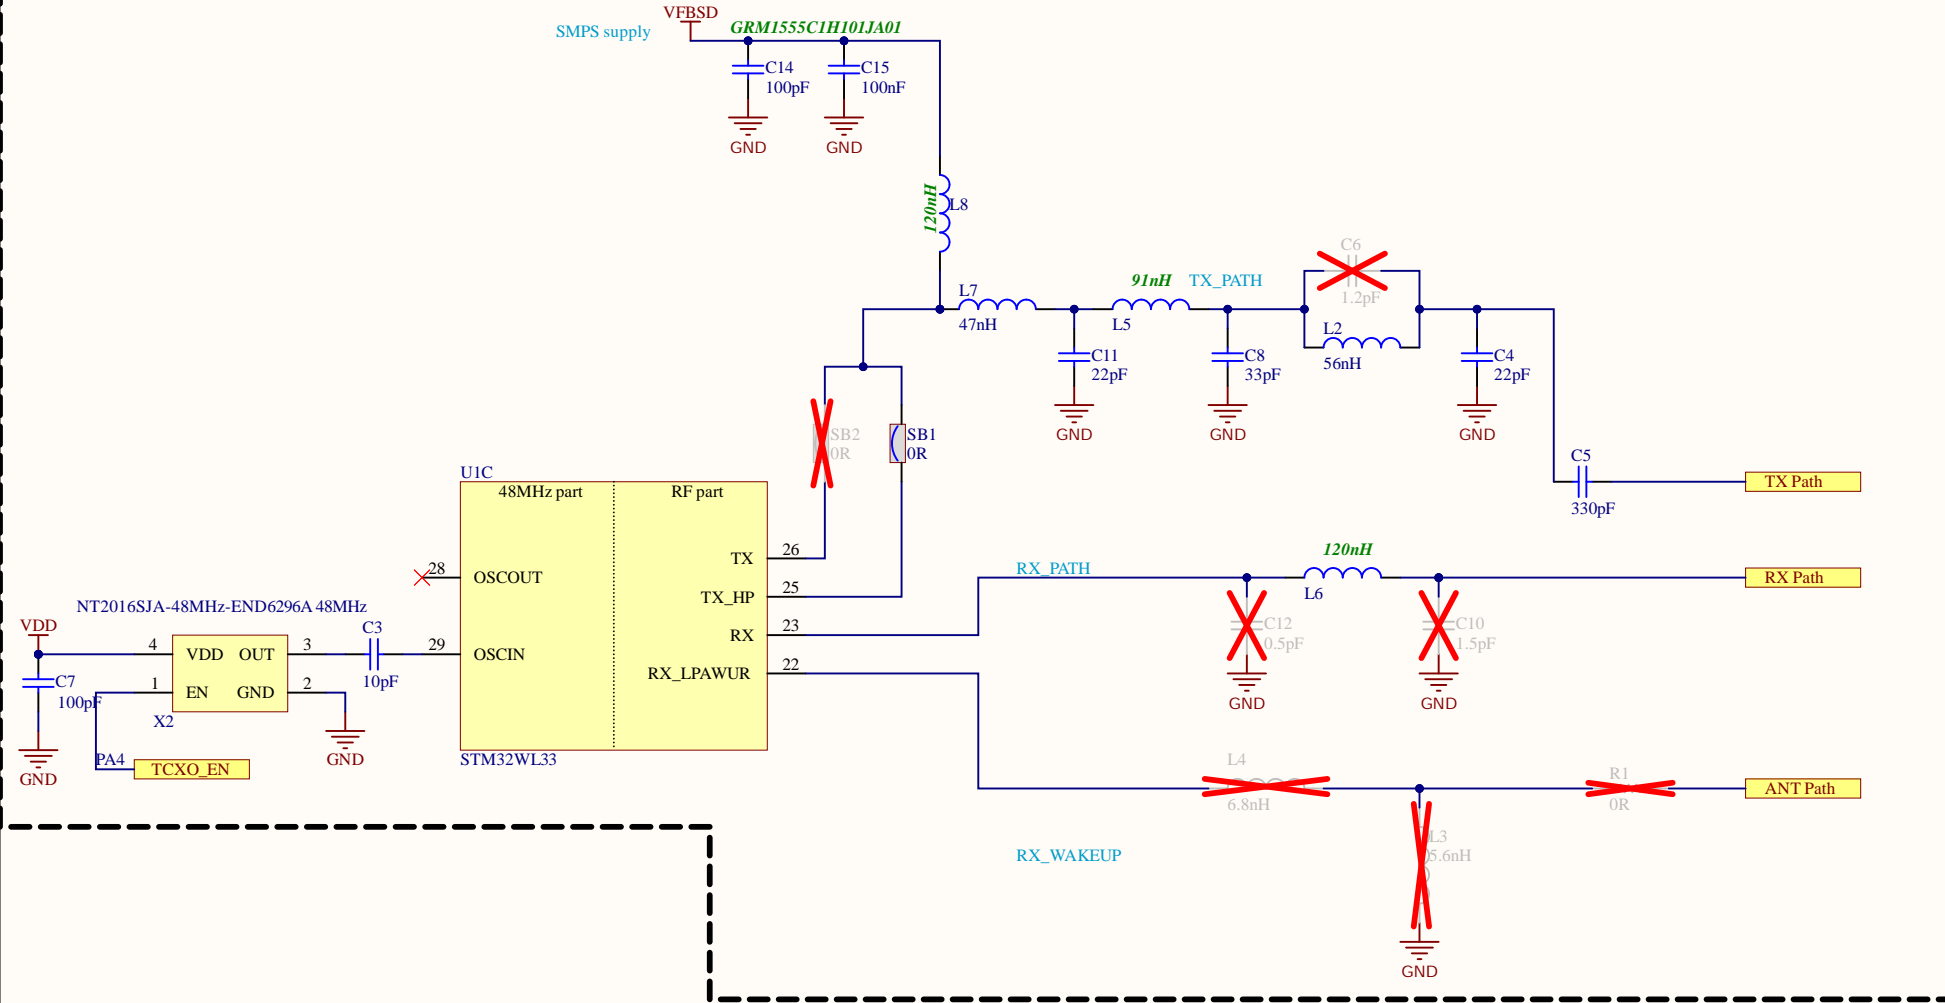 VFBSD
SMPS supply
GRM1555C1H101JA01
C14
100pF
C15
100nF
GND
GND
120nH
L8
C6
1.2pF
L7
47nH
91nH
TX_PATH
L5
L2
56nH
C11
22pF
C8
33pF
C4
22pF
GND
GND
GND
SB2
0R
SB1
0R
C5
330pF
TX Path
U1C
48MHz part
RF part
TX
26
28
OSCOUT
TX_HP
25
RX
23
29
OSCIN
RX_LPAWUR
22
STM32WL33
RX_PATH
120nH
L6
RX Path
C12
0.5pF
C10
1.5pF
GND
GND
NT2016SJA-48MHz-END6296A 48MHz
VDD
C3
10pF
4
VDD
OUT
3
1
EN
GND
2
C7
100pF
X2
GND
PA4
TCXO_EN
GND
L4
6.8nH
R1
0R
ANT Path
L3
5.6nH
RX_WAKEUP
GND